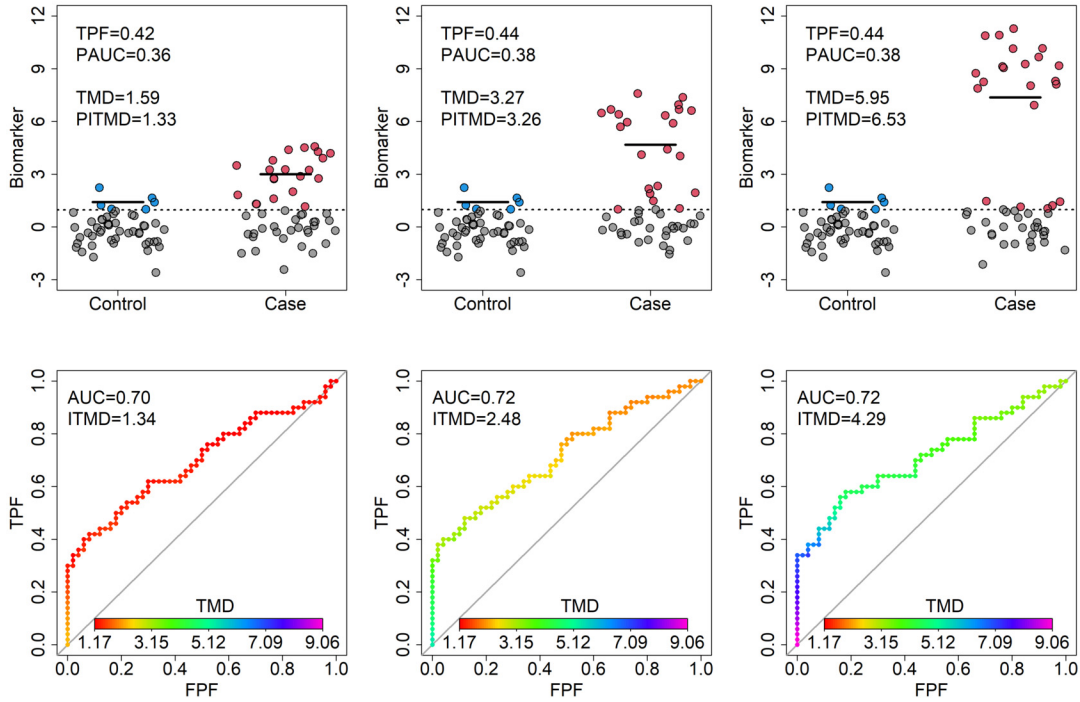 TPF=0.42
PAUC=0.36
TMD=1.59
PITMD=1.33
Biomarker
12
9
6
3
0
-3
Control Case
TPF=0.44
PAUC=0.38
TMD=3.27
PITMD=3.26
Biomarker
12
9
6
3
0
-3
Control Case
TPF=0.44
PAUC=0.38
TMD=5.95
PITMD=6.53
Biomarker
12
9
6
3
0
-3
Control Case
AUC=0.70
ITMD=1.34
TPF
1.0
0.8
0.6
0.4
0.2
0.0
TMD
1.17 3.15 5.12 7.09 9.06
0.0 0.2 0.4 0.6 0.8 1.0
FPF
AUC=0.72
ITMD=2.48
TPF
1.0
0.8
0.6
0.4
0.2
0.0
TMD
1.17 3.15 5.12 7.09 9.06
0.0 0.2 0.4 0.6 0.8 1.0
FPF
AUC=0.72
ITMD=4.29
TPF
1.0
0.8
0.6
0.4
0.2
0.0
TMD
1.17 3.15 5.12 7.09 9.06
0.0 0.2 0.4 0.6 0.8 1.0
FPF